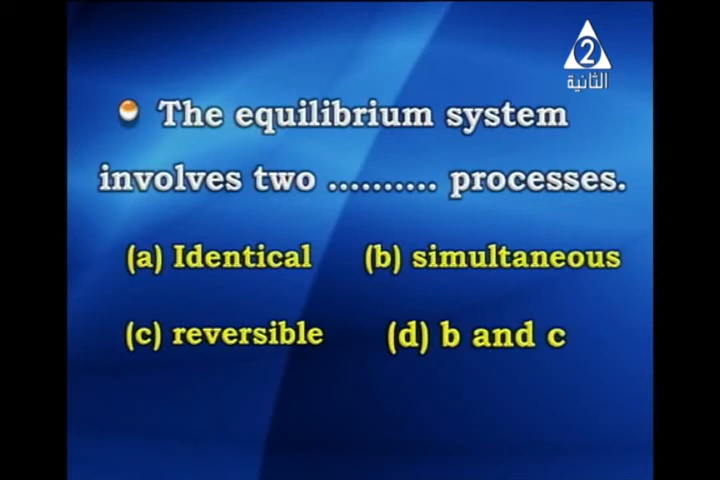 2
الثانية
The equilibrium system
involves two .......... processes.
(a) Identical (b) simultaneous
(c) reversible (d) b and c